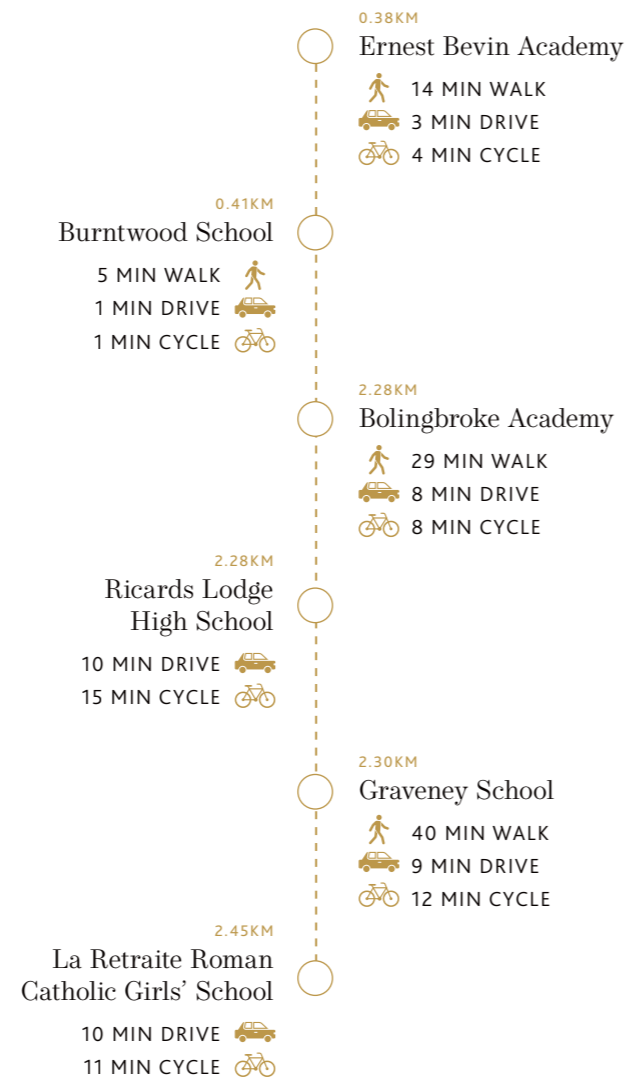 0.38KM
Ernest Bevin Academy
14 MIN WALK
3 MIN DRIVE
4 MIN CYCLE
0.41KM
Burntwood School
5 MIN WALK
1 MIN DRIVE
1 MIN CYCLE
2.28KM
Bolingbroke Academy
29 MIN WALK
8 MIN DRIVE
8 MIN CYCLE
2.28KM
Ricards Lodge
High School
10 MIN DRIVE
15 MIN CYCLE
2.30KM
Graveney School
40 MIN WALK
9 MIN DRIVE
12 MIN CYCLE
2.45KM
La Retraite Roman
Catholic Girls’ School
10 MIN DRIVE
11 MIN CYCLE